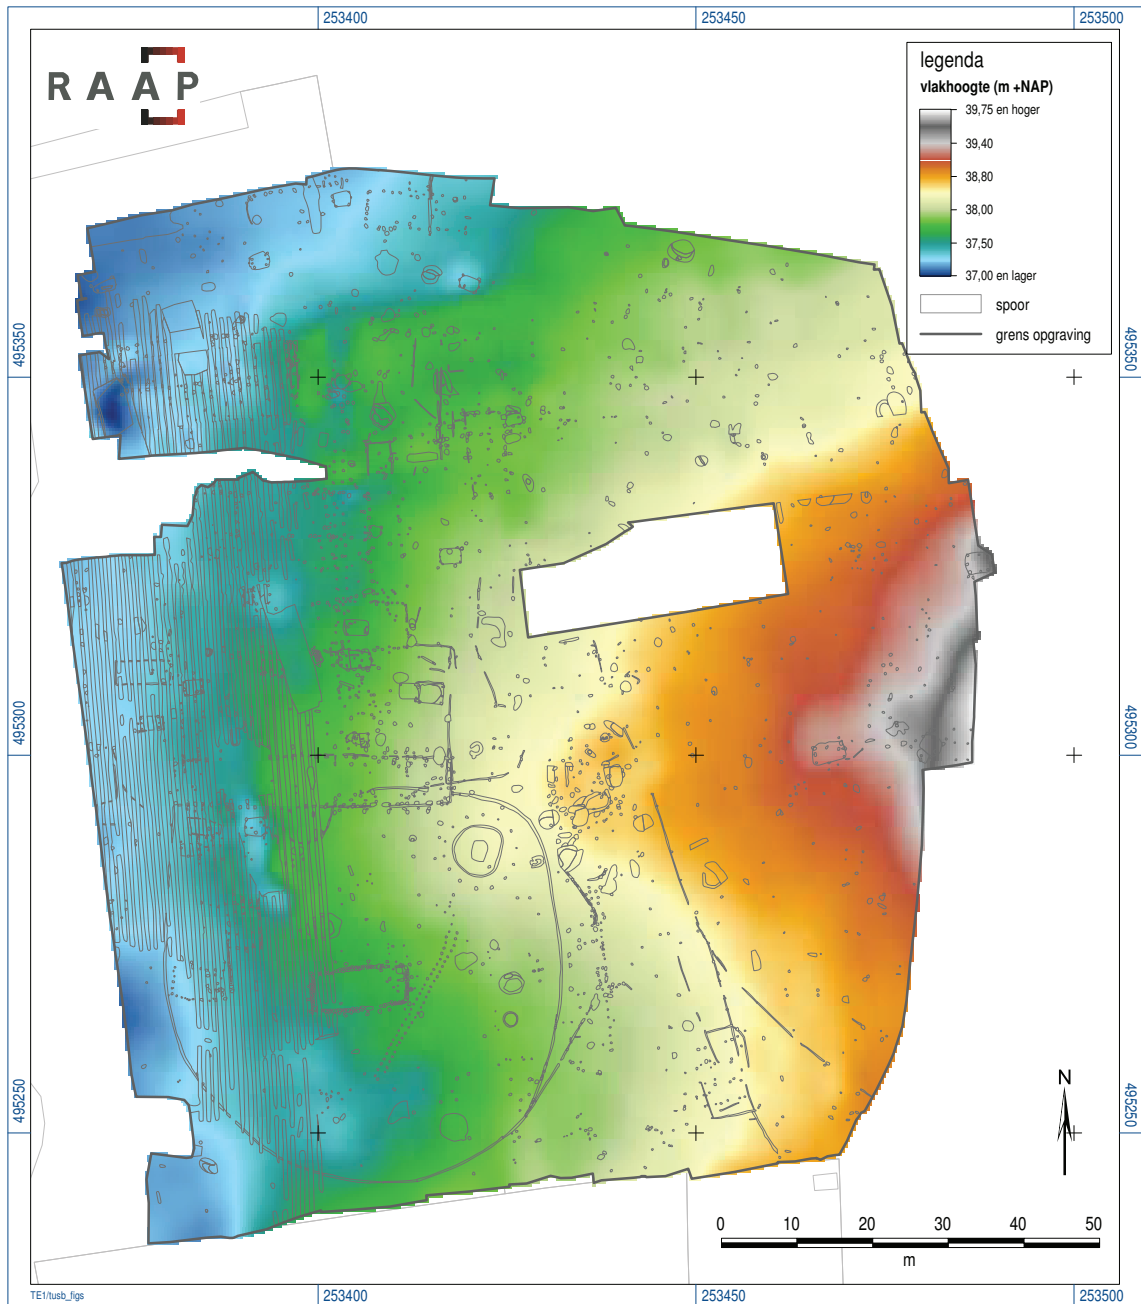 253400
253450
253500
RAAP
legenda
vlakhoogte (m +NAP)
39,75 en hoger
39,40
38,80
38,00
37,50
37,00 en lager
spoor
grens opgraving
495350
495350
495300
495300
495250
495250
N
0 10 20 30 40 50
m
TE1/tusb_figs
253400
253450
253500